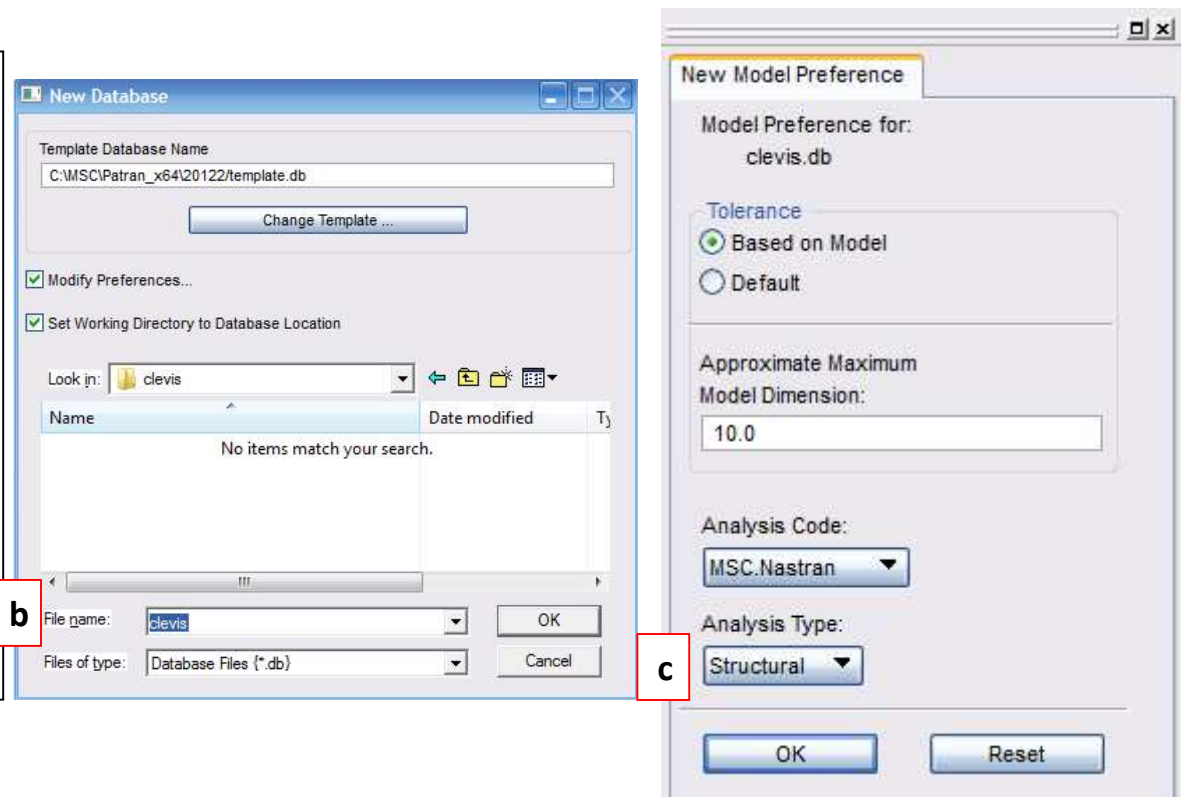 New Database
Template Database Name
C:\MSC\Patran_x64\20122/template.db
Change Template ...
Modify Preferences...
Set Working Directory to Database Location
Look in: clevis
Name Date modified Ty
No items match your search.
b
File name: clevis OK
Files of type: Database Files {*.db} Cancel
New Model Preference
Model Preference for:
clevis.db
Tolerance
Based on Model
Default
Approximate Maximum
Model Dimension:
10.0
Analysis Code:
MSC.Nastran
Analysis Type:
c
Structural
OK Reset